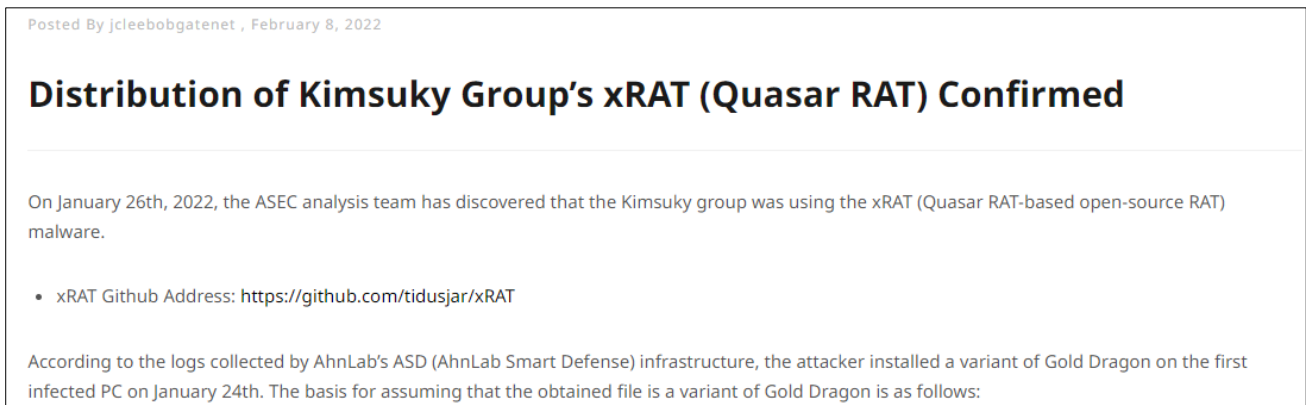 Posted By jcleebobgatenet , February 8, 2022
Distribution of Kimsuky Group's xRAT (Quasar RAT) Confirmed
On January 26th, 2022, the ASEC analysis team has discovered that the Kimsuky group was using the xRAT (Quasar RAT-based open-source RAT)
malware.
• xRAT Github Address: https://github.com/tidusjar/xRAT
According to the logs collected by AhnLab's ASD (AhnLab Smart Defense) infrastructure, the attacker installed a variant of Gold Dragon on the first
infected PC on January 24th. The basis for assuming that the obtained file is a variant of Gold Dragon is as follows: